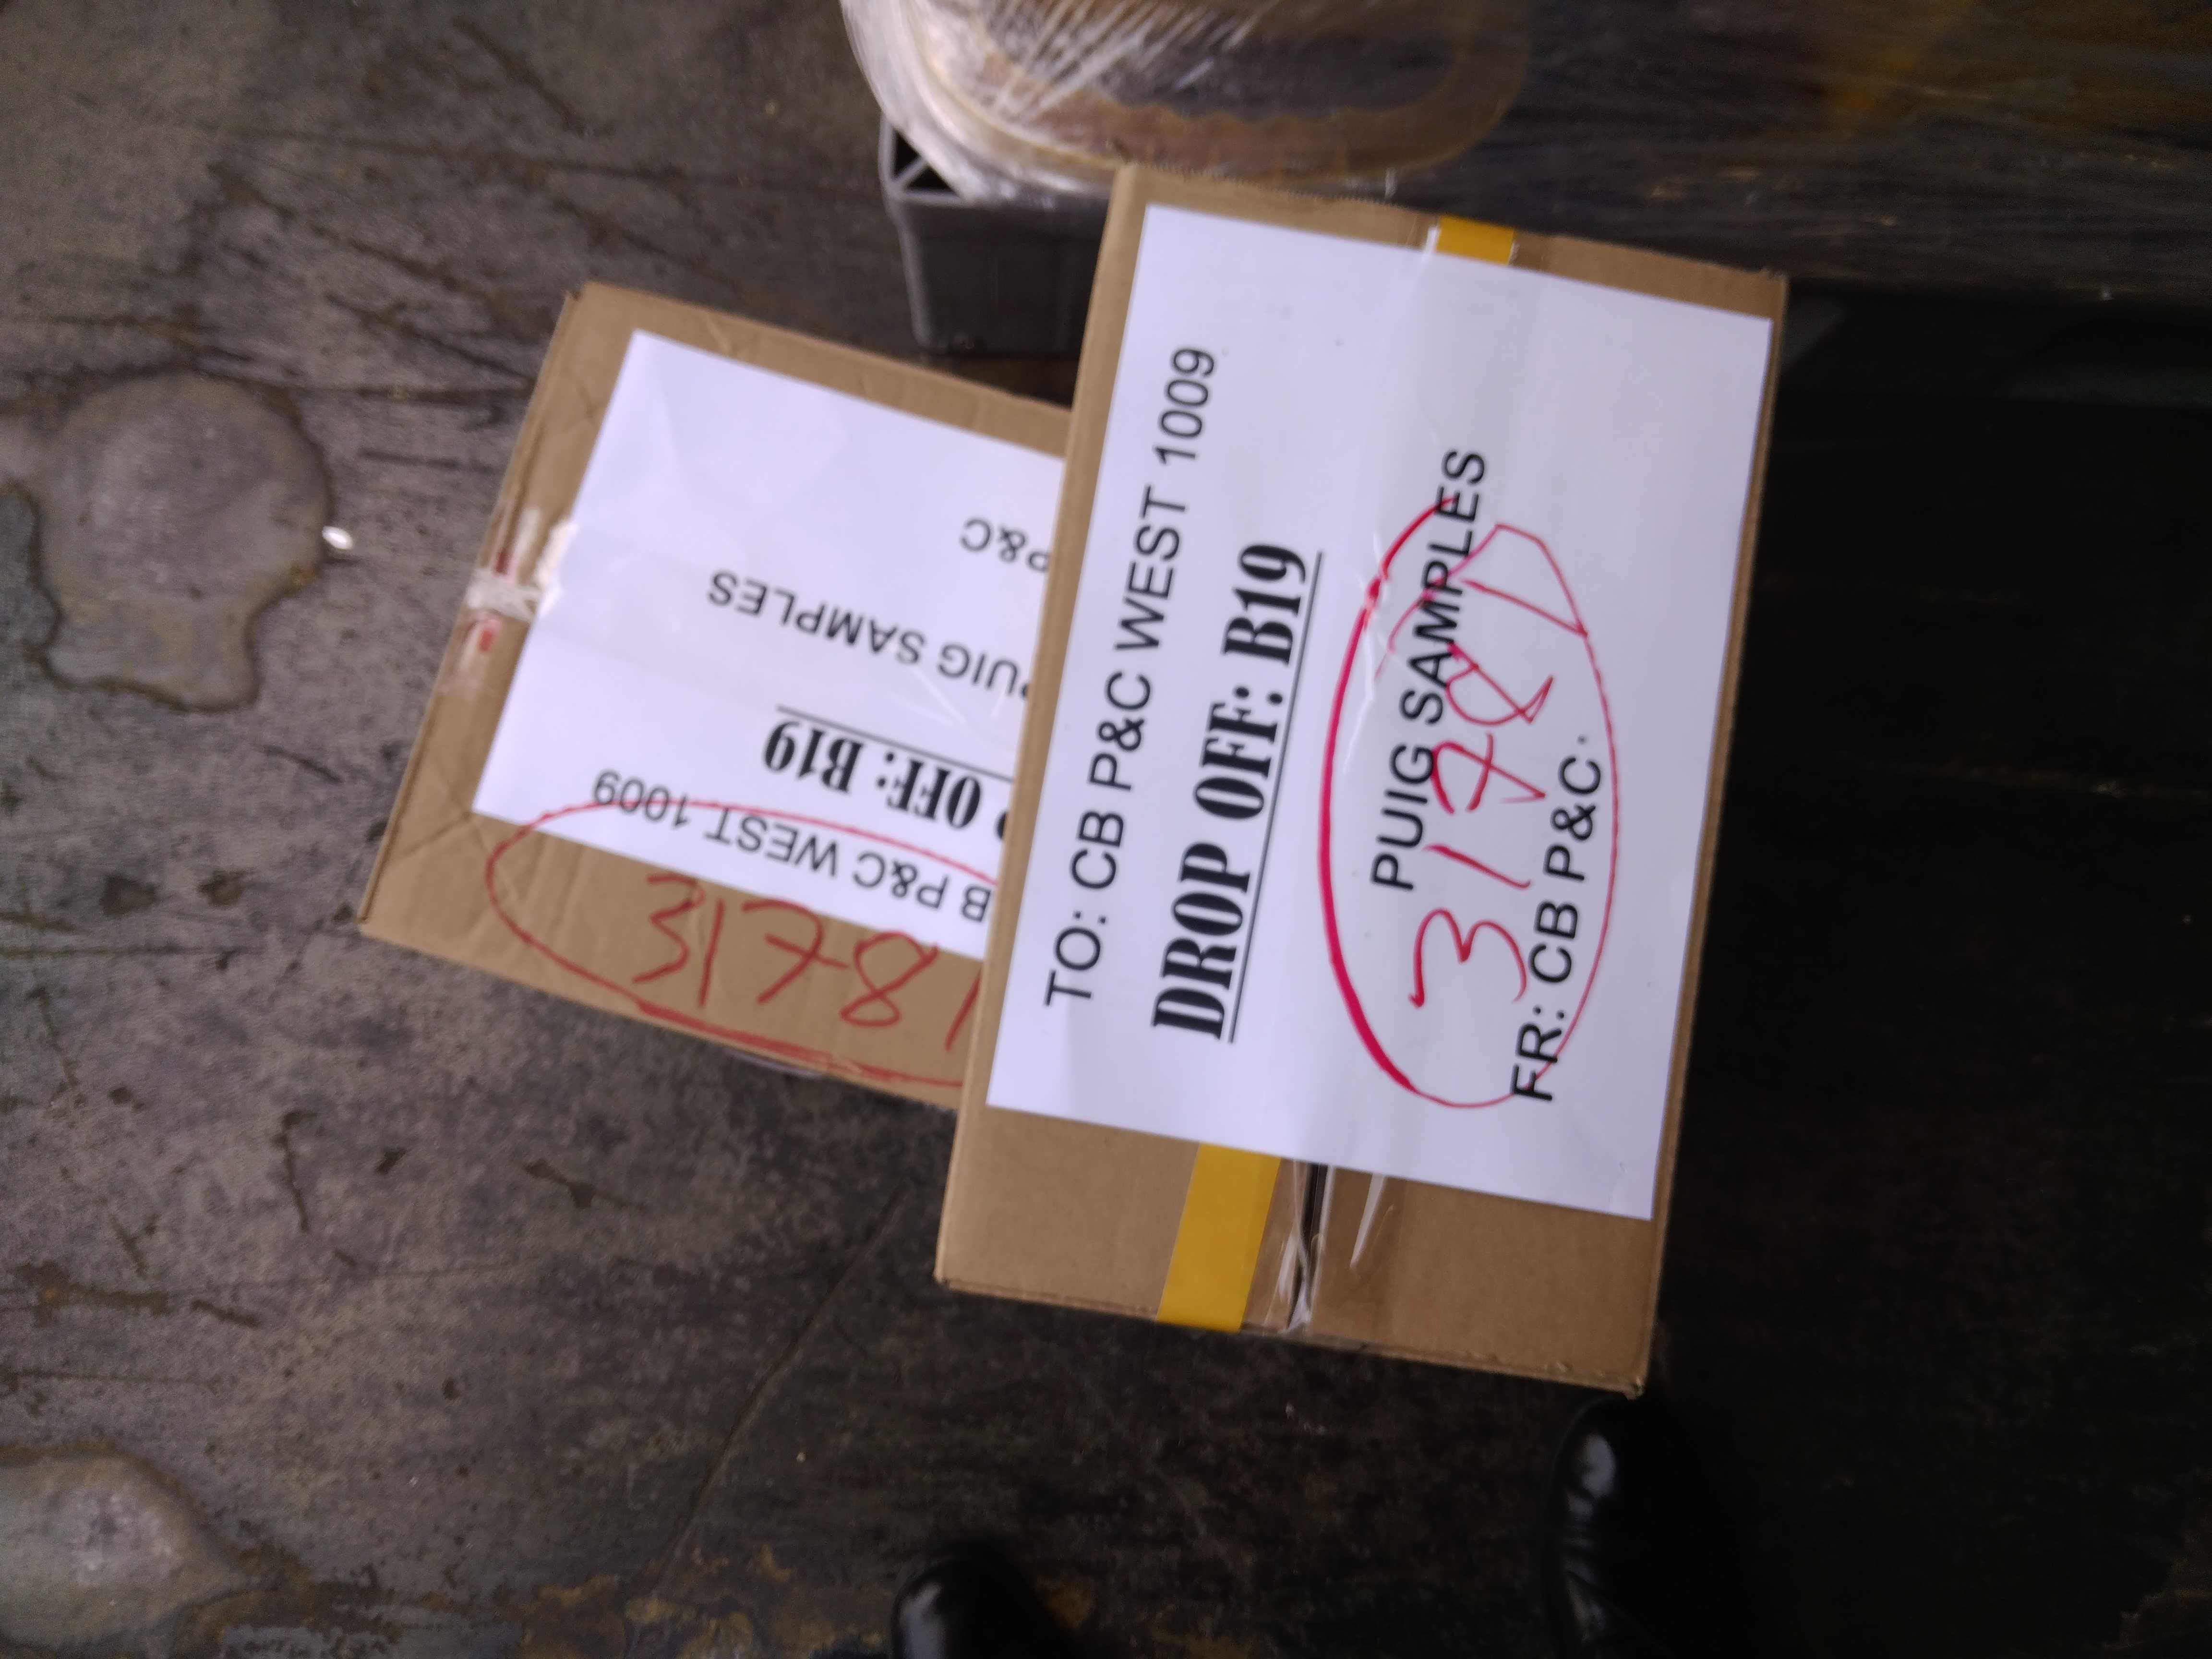 TO: CB P&C WEST 1009
DROP OFF: B19
PUIG SAMPLES
31781
FR: CB P&C
31781
B P&C WEST 1009
OFF: B19
PUIG SAMPLES
P&C